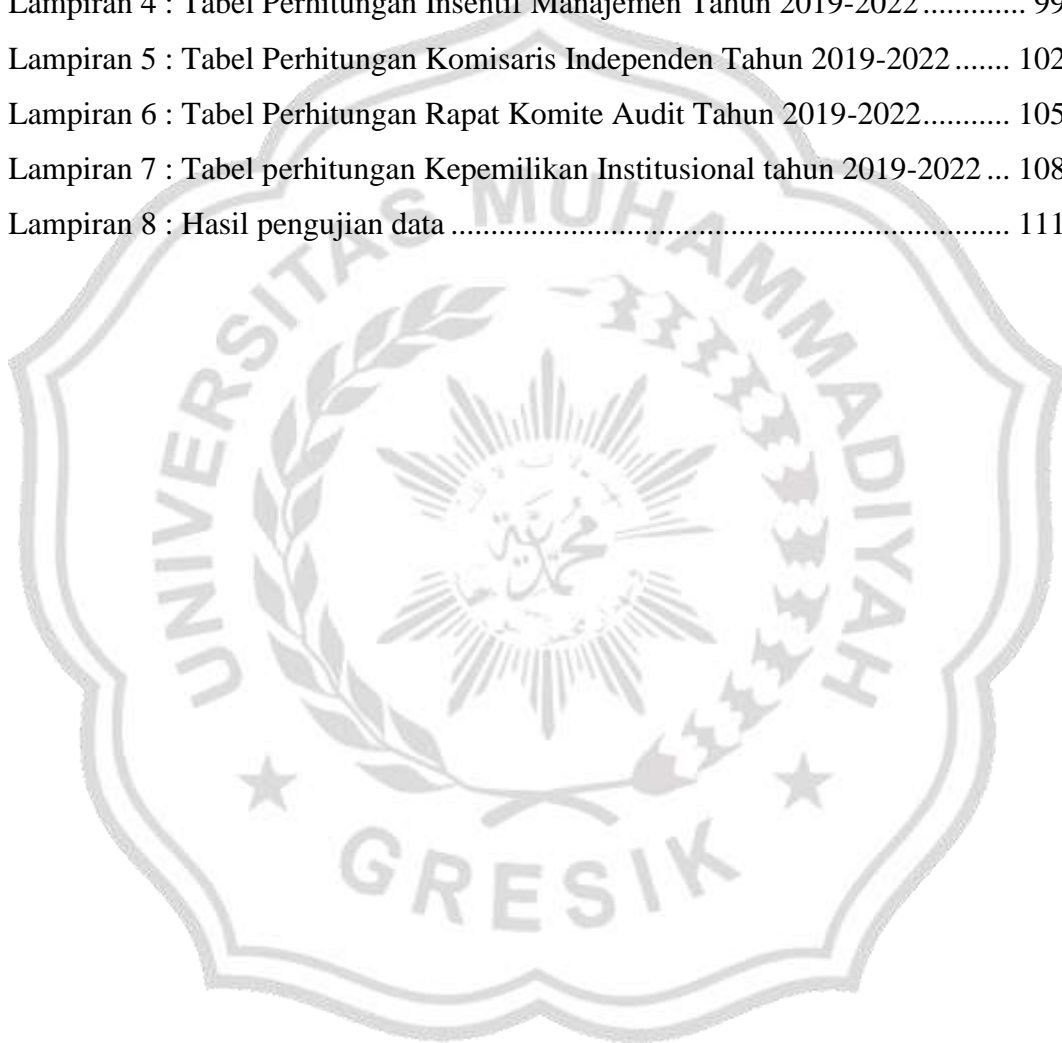 Lampiran 4 : Tabel Perhitungan Insentif Manajemen Tahun 2019-2022 ............. 99
Lampiran 5 : Tabel Perhitungan Komisaris Independen Tahun 2019-2022 ....... 102
Lampiran 6 : Tabel Perhitungan Rapat Komite Audit Tahun 2019-2022........... 105
Lampiran 7 : Tabel perhitungan Kepemilikan Institusional tahun 2019-2022 ... 108
Lampiran 8 : Hasil pengujian data ...................................................................... 111
UNIVERSITAS MUHAMMADIYAH
GRESIK